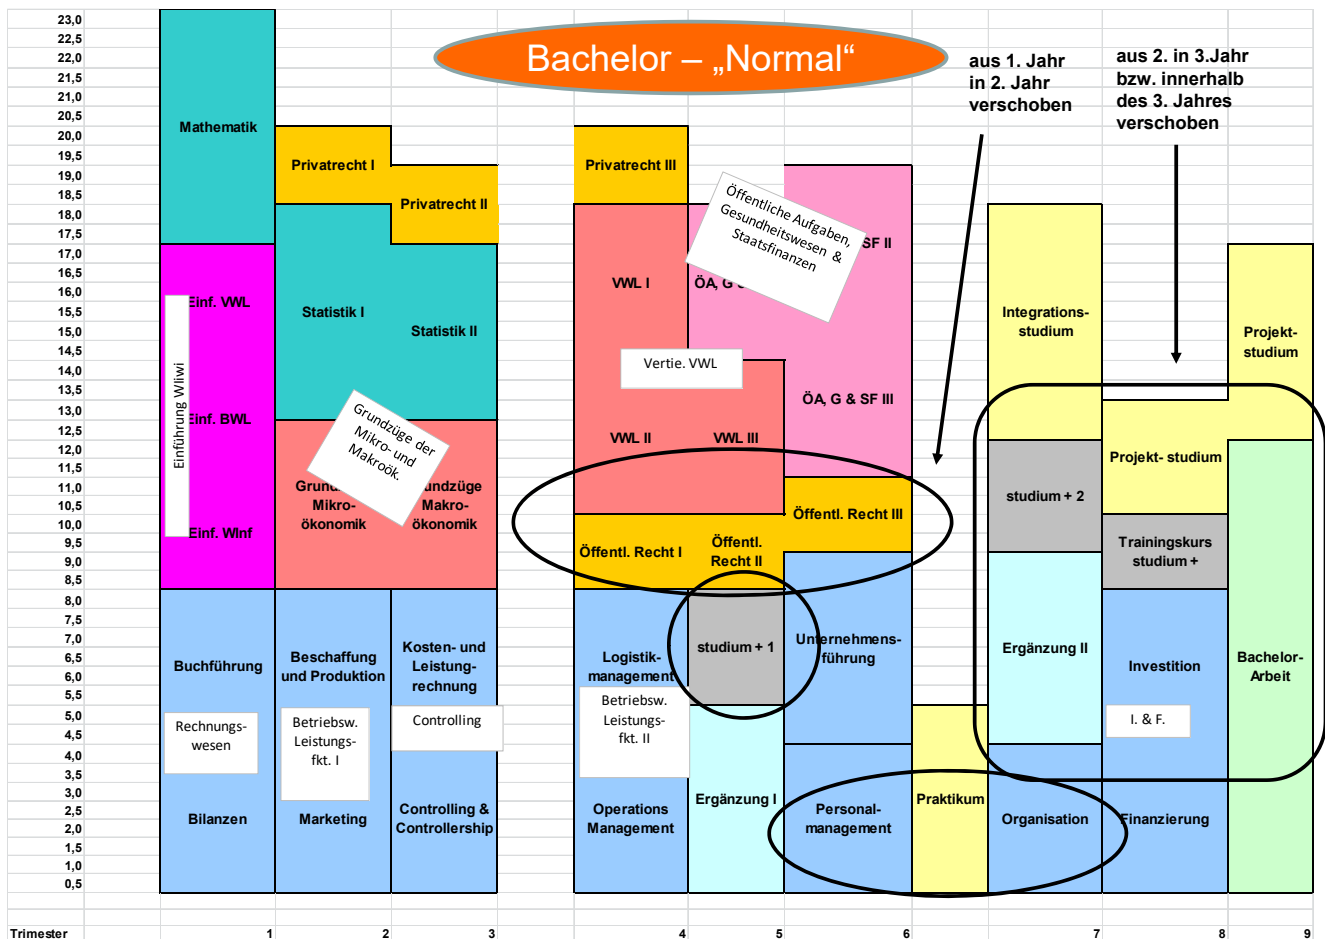 Bachelor – „Normal“
aus 1. Jahr
in 2. Jahr
verschoben
aus 2. in 3.Jahr
bzw. innerhalb
des 3. Jahres
verschoben
23,0
22,5
22,0
21,5
21,0
20,5
20,0
19,5
19,0
18,5
18,0
17,5
17,0
16,5
16,0
15,5
15,0
14,5
14,0
13,5
13,0
12,5
12,0
11,5
11,0
10,5
10,0
9,5
9,0
8,5
8,0
7,5
7,0
6,5
6,0
5,5
5,0
4,5
4,0
3,5
3,0
2,5
2,0
1,5
1,0
0,5
Mathematik
Einf. VWL
Einf. BWL
Einf. WInf
Einführung WIiwi
Buchführung
Rechnungs-
wesen
Bilanzen
Privatrecht I
Statistik I
Mikro-
ökonomik
Grundzüge der
Mikro- und
Makroök.
Beschaffung
und Produktion
Betriebsw.
Leistungs-
fkt. I
Marketing
Privatrecht II
Statistik II
Makro-
ökonomik
Kosten- und
Leistung-
rechnung
Controlling
Controlling &
Controllership
Privatrecht III
VWL I
VWL II
Vertie. VWL
Öffentl. Recht I
Logistik-
management
Betriebsw.
Leistungs-
fkt. II
Operations
Management
ÖA, G
VWL III
Öffentl.
Recht II
studium + 1
Ergänzung I
Öffentliche Aufgaben,
Gesundheitswesen &
Staatsfinanzen
SF II
ÖA, G & SF III
Öffentl. Recht III
Unternehmens-
führung
Personal-
management
Praktikum
Integrations-
studium
studium + 2
Ergänzung II
Organisation
Projekt- studium
Trainingskurs
studium +
Investition
I. & F.
Finanzierung
Projekt-
studium
Bachelor-
Arbeit
Trimester 1 2 3 4 5 6 7 8 9